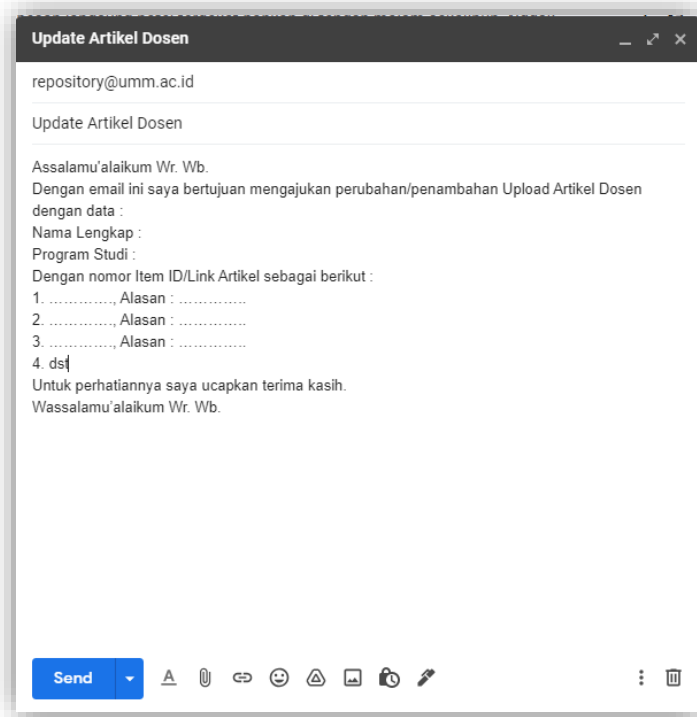 Update Artikel Dosen
repository@umm.ac.id
Update Artikel Dosen
Assalamu'alaikum Wr. Wb.
Dengan email ini saya bertujuan mengajukan perubahan/penambahan Upload Artikel Dosen
dengan data :
Nama Lengkap :
Program Studi :
Dengan nomor Item ID/Link Artikel sebagai berikut :
1. …………., Alasan : …………..
2. …………., Alasan : …………..
3. …………., Alasan : …………..
4. dst
Untuk perhatiannya saya ucapkan terima kasih.
Wassalamu'alaikum Wr. Wb.
Send